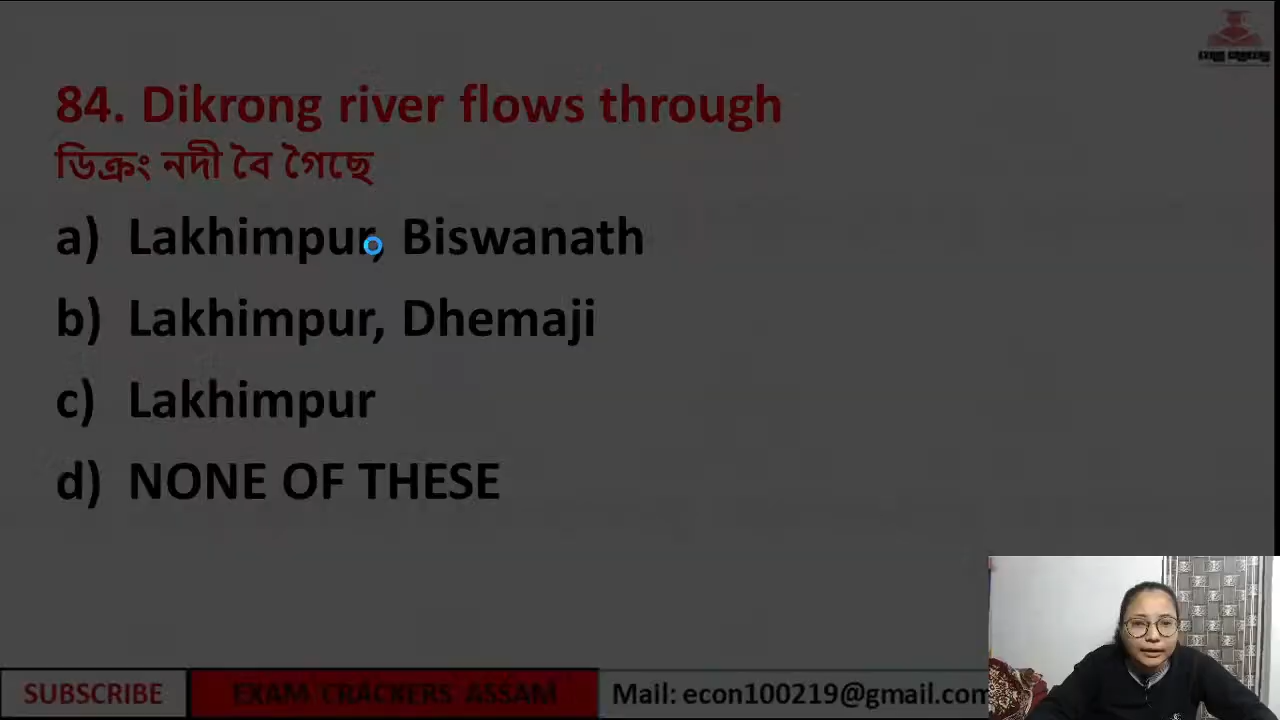 84. Dikrong river flows through
ডিক্ৰং নদী বৈ গৈছে
a) Lakhimpur, Biswanath
b) Lakhimpur, Dhemaji
c) Lakhimpur
d) NONE OF THESE
SUBSCRIBE
EXAM CRACKERS ASSAM
Mail: econ100219@gmail.com